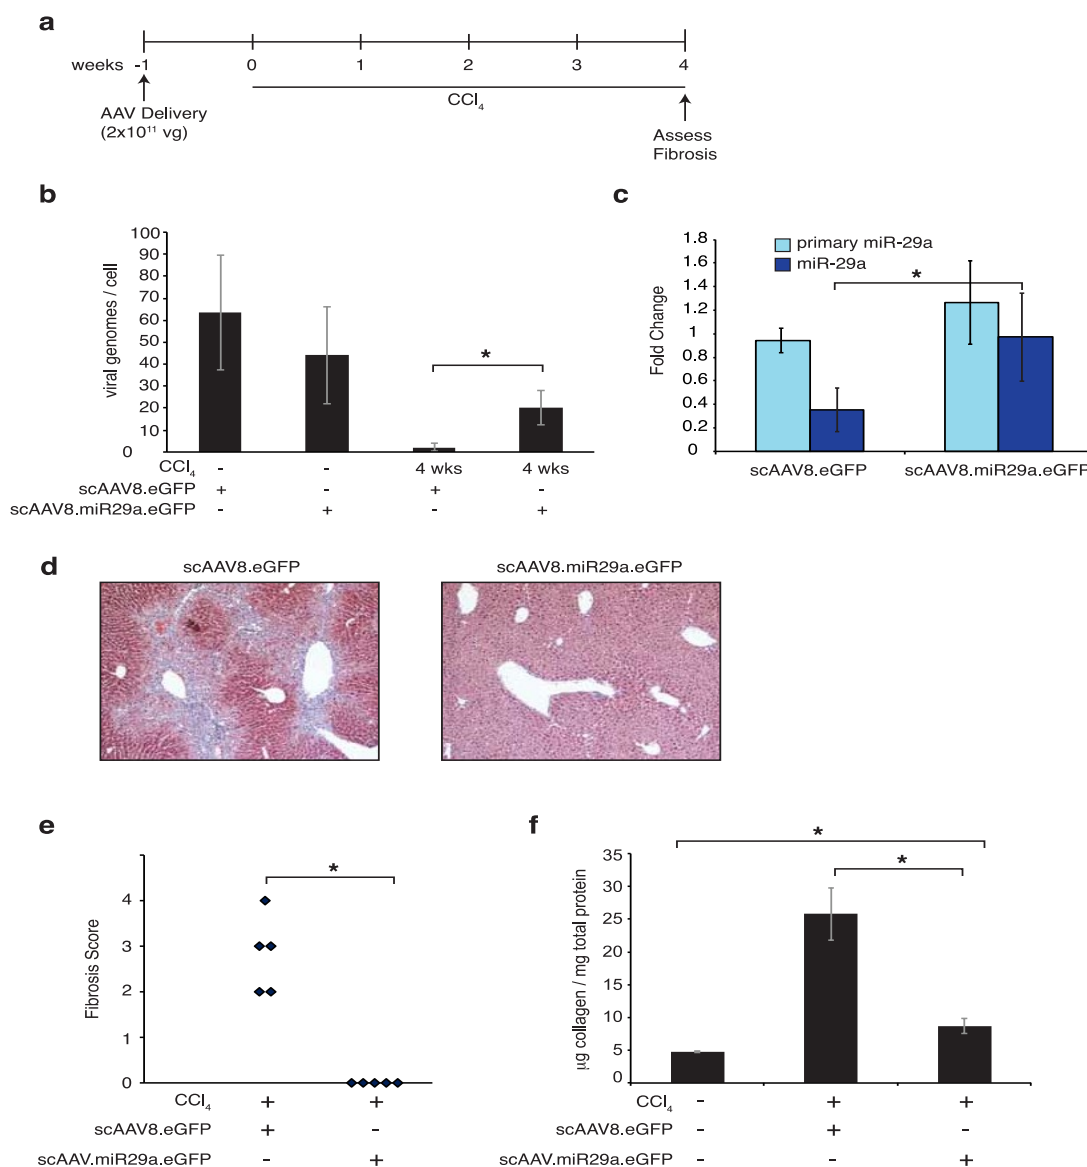 a
weeks -1 0 1 2 3 4
CCl₄
AAV Delivery
(2x10¹¹ vg)
Assess
Fibrosis
b
viral genomes / cell
100
90
80
70
60
50
40
30
20
10
0
*
CCl₄ - - 4 wks 4 wks
scAAV8.eGFP + - + -
scAAV8.miR29a.eGFP - + - +
c
Fold Change
1.8
1.6
1.4
1.2
1
0.8
0.6
0.4
0.2
0
primary miR-29a
miR-29a
*
scAAV8.eGFP scAAV8.miR29a.eGFP
d
scAAV8.eGFP scAAV8.miR29a.eGFP
e
Fibrosis Score
4
3
2
1
0
*
CCl₄ + +
scAAV8.eGFP + -
scAAV.miR29a.eGFP - +
f
µg collagen / mg total protein
35
30
25
20
15
10
5
0
*
*
CCl₄ - + +
scAAV8.eGFP - + -
scAAV.miR29a.eGFP - - +